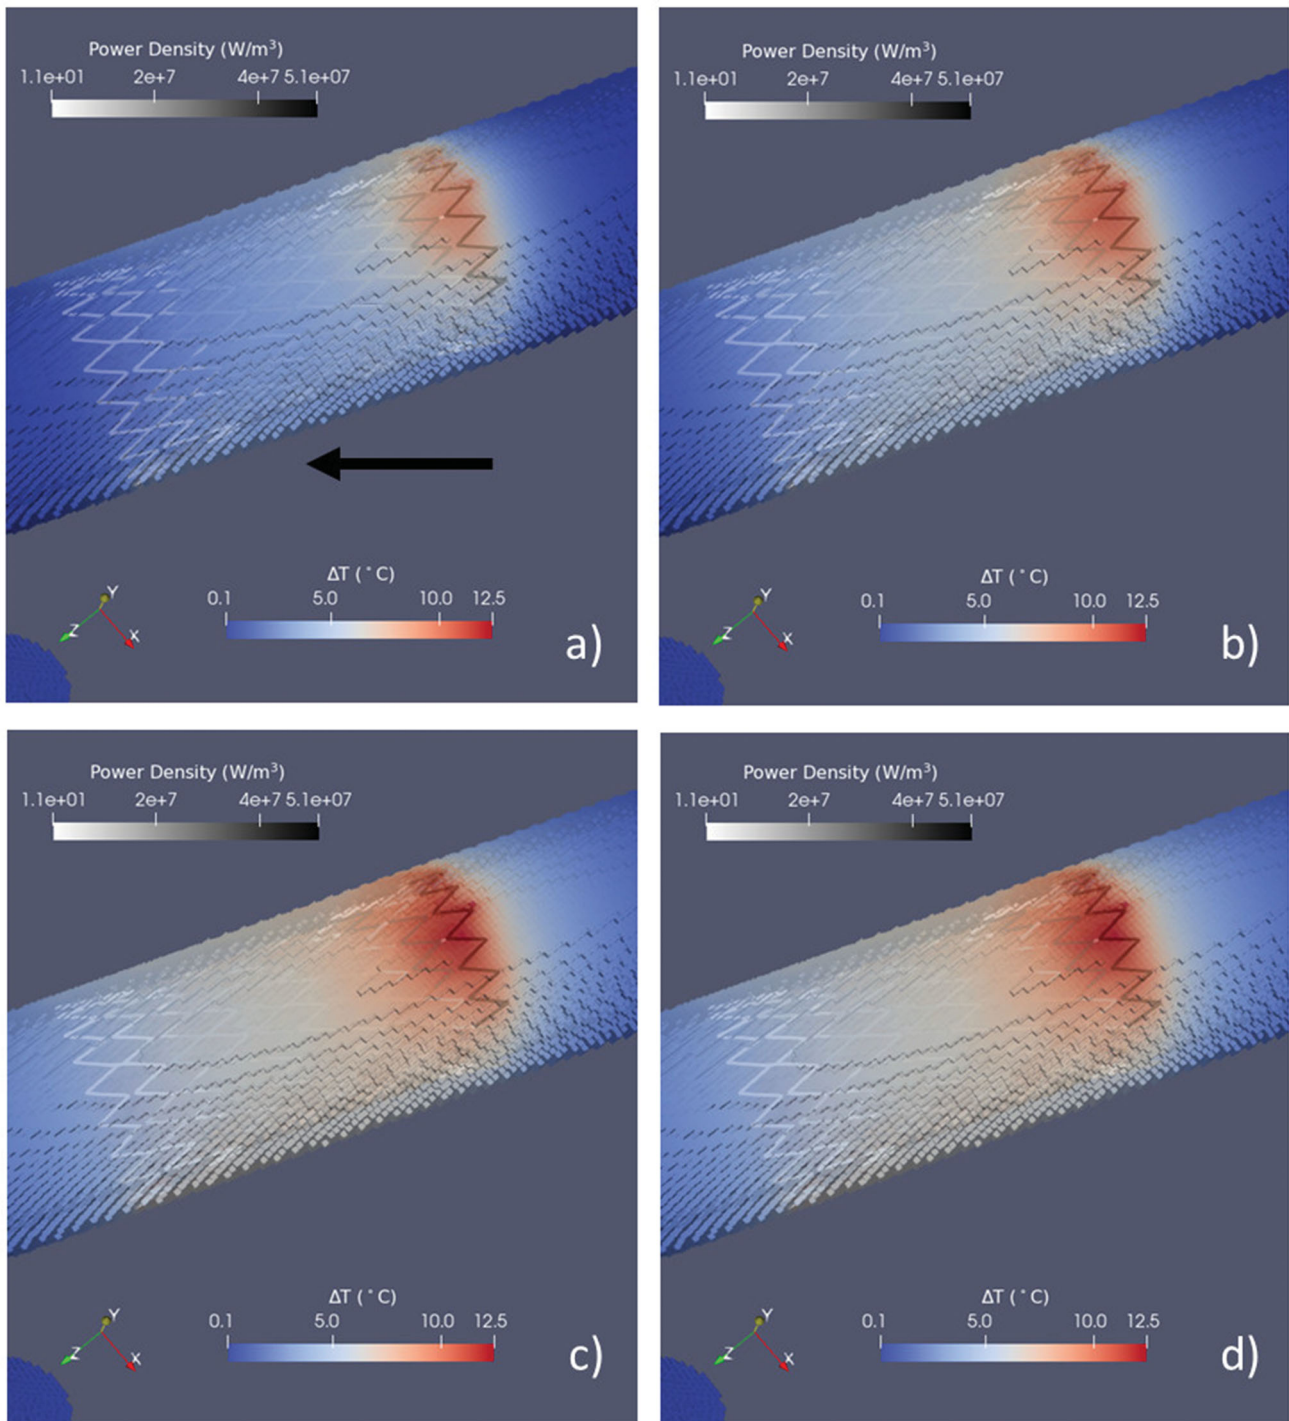 Power Density (W/m³)
1.1e+01 2e+7 4e+7 5.1e+07
ΔT (˚C)
0.1 5.0 10.0 12.5
Y
Z X
a)
Power Density (W/m³)
1.1e+01 2e+7 4e+7 5.1e+07
ΔT (˚C)
0.1 5.0 10.0 12.5
Y
Z X
b)
Power Density (W/m³)
1.1e+01 2e+7 4e+7 5.1e+07
ΔT (˚C)
0.1 5.0 10.0 12.5
Y
Z X
c)
Power Density (W/m³)
1.1e+01 2e+7 4e+7 5.1e+07
ΔT (˚C)
0.1 5.0 10.0 12.5
Y
Z X
d)